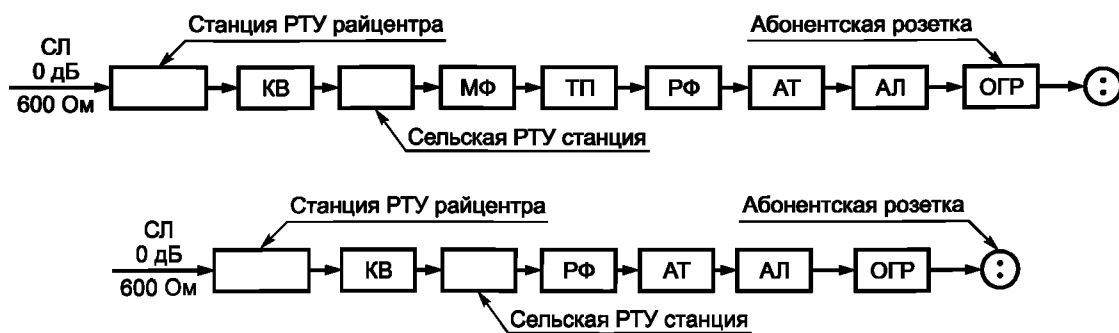 Станция РТУ райцентра
Абонентская розетка
СЛ
0 дБ
600 Ом
КВ
МФ
ТП
РФ
АТ
АЛ
ОГР
Сельская РТУ станция
Станция РТУ райцентра
Абонентская розетка
СЛ
0 дБ
600 Ом
КВ
РФ
АТ
АЛ
ОГР
Сельская РТУ станция